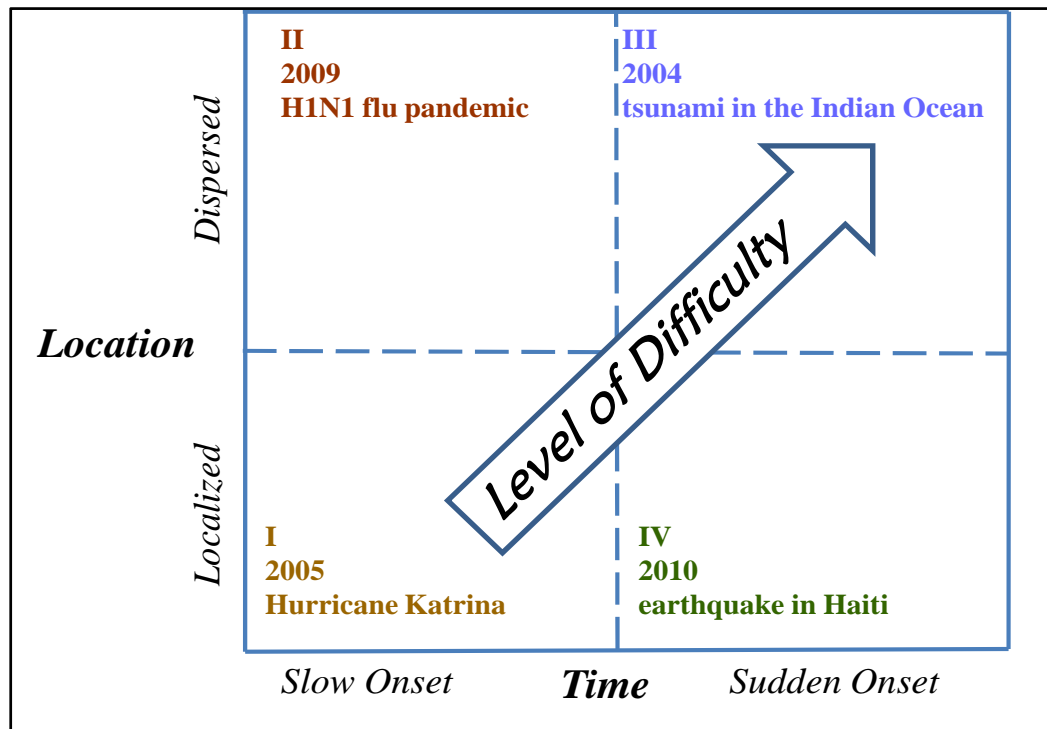 II
2009
H1N1 flu pandemic
III
2004
tsunami in the Indian Ocean
Dispersed
Location
Level of Difficulty
Localized
I
2005
Hurricane Katrina
IV
2010
earthquake in Haiti
Slow Onset
Time
Sudden Onset